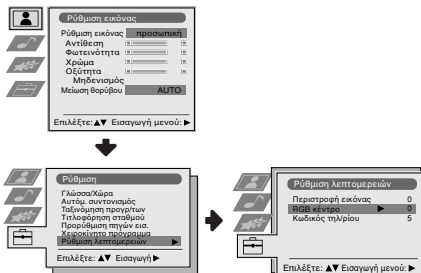 Ρύθμιση εικόνας
Ρύθμιση εικόνας προσωπική
Αντίθεση
Φωτεινότητα
Χρώμα
Οξύτητα
Μηδενισμός
Μείωση θορύβου AUTO
Επιλέξτε: ▲▼ Εισαγωγή μενού: ▶
Ρύθμιση
Γλώσσα/Χώρα
Αυτόμ. συντονισμός
Ταξινόμηση προγρ/των
Τιτλοφόρηση σταθμού
Προρύθμιση πηγών εισ.
Χειροκίνητο πρόγραμμα
Ρύθμιση λεπτομερειών ▶
Επιλέξτε: ▲▼ Εισαγωγή ▶
Ρύθμιση λεπτομερειών
Περιστροφή εικόνας 0
RGB κέντρο ▶ 0
Κωδικός τηλ/ρίου 5
Επιλέξτε: ▲▼ Εισαγωγή μενού: ▶